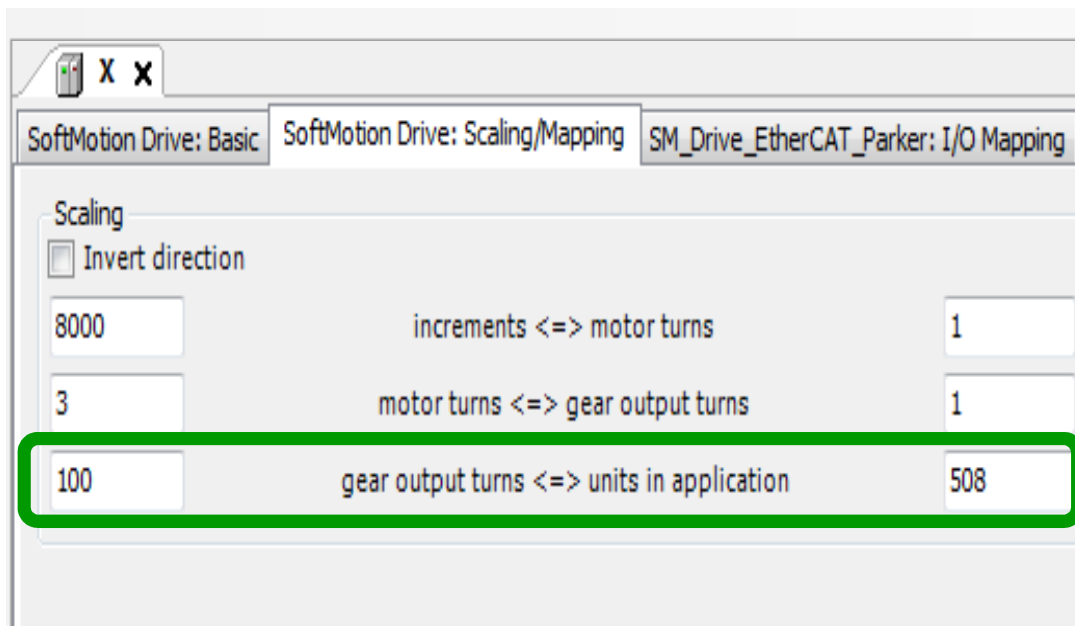 X x
SoftMotion Drive: Basic SoftMotion Drive: Scaling/Mapping SM_Drive_EtherCAT_Parker: I/O Mapping
Scaling
Invert direction
8000 increments <=> motor turns 1
3 motor turns <=> gear output turns 1
100 gear output turns <=> units in application 508